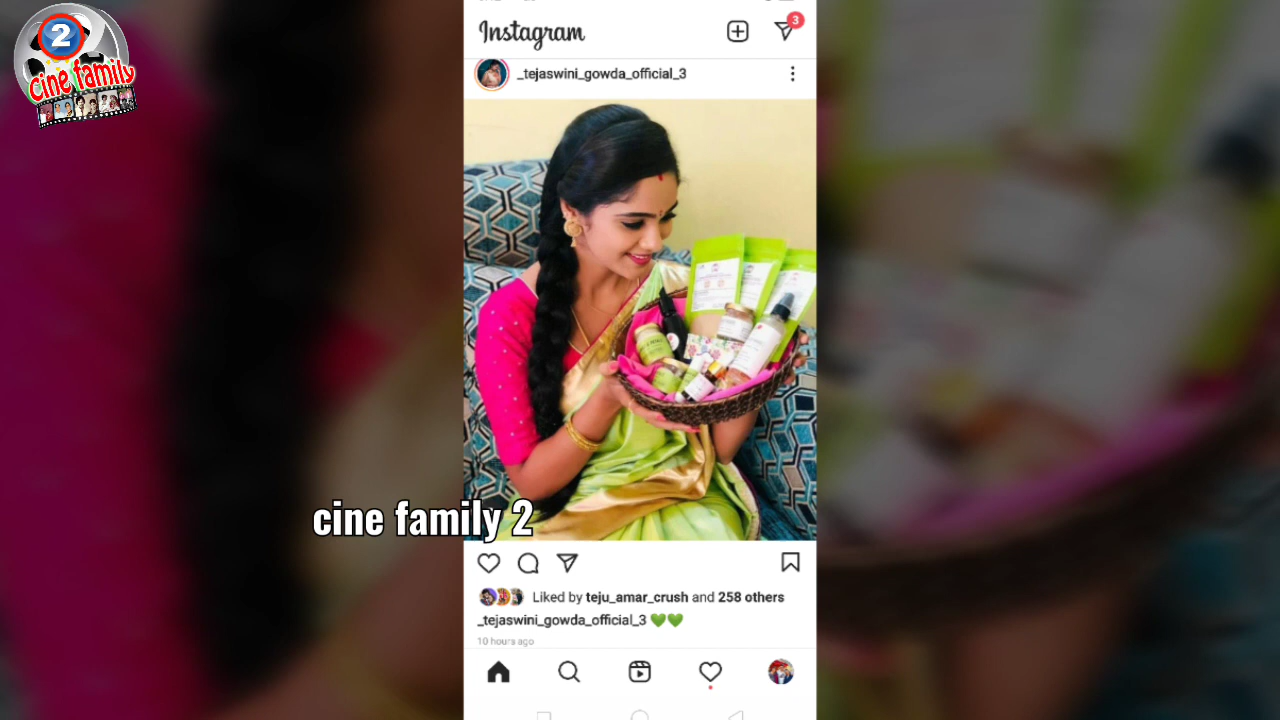 2
Cine family
Instagram
3
_tejaswini_gowda_official_3
cine family 2
Liked by teju_amar_crush and 258 others
_tejaswini_gowda_official_3 💚💚
10 hours ago